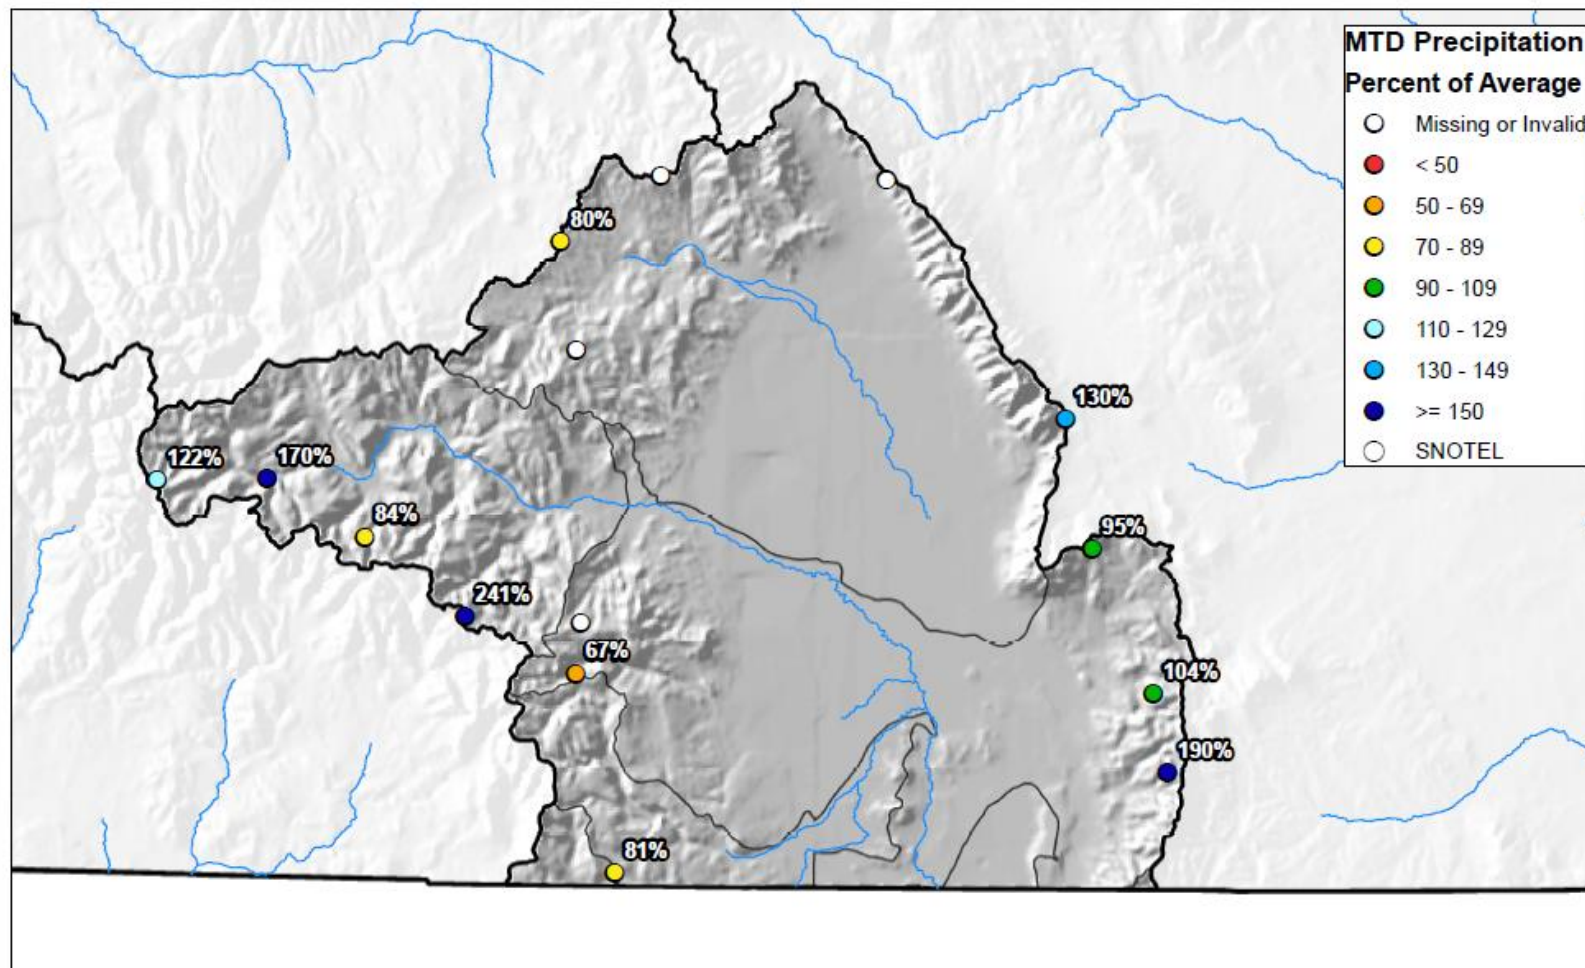 MTD Precipitation
Percent of Average
Missing or Invalid
< 50
50 - 69
70 - 89
90 - 109
110 - 129
130 - 149
>= 150
SNOTEL
80%
130%
122%
170%
84%
95%
241%
67%
104%
190%
81%